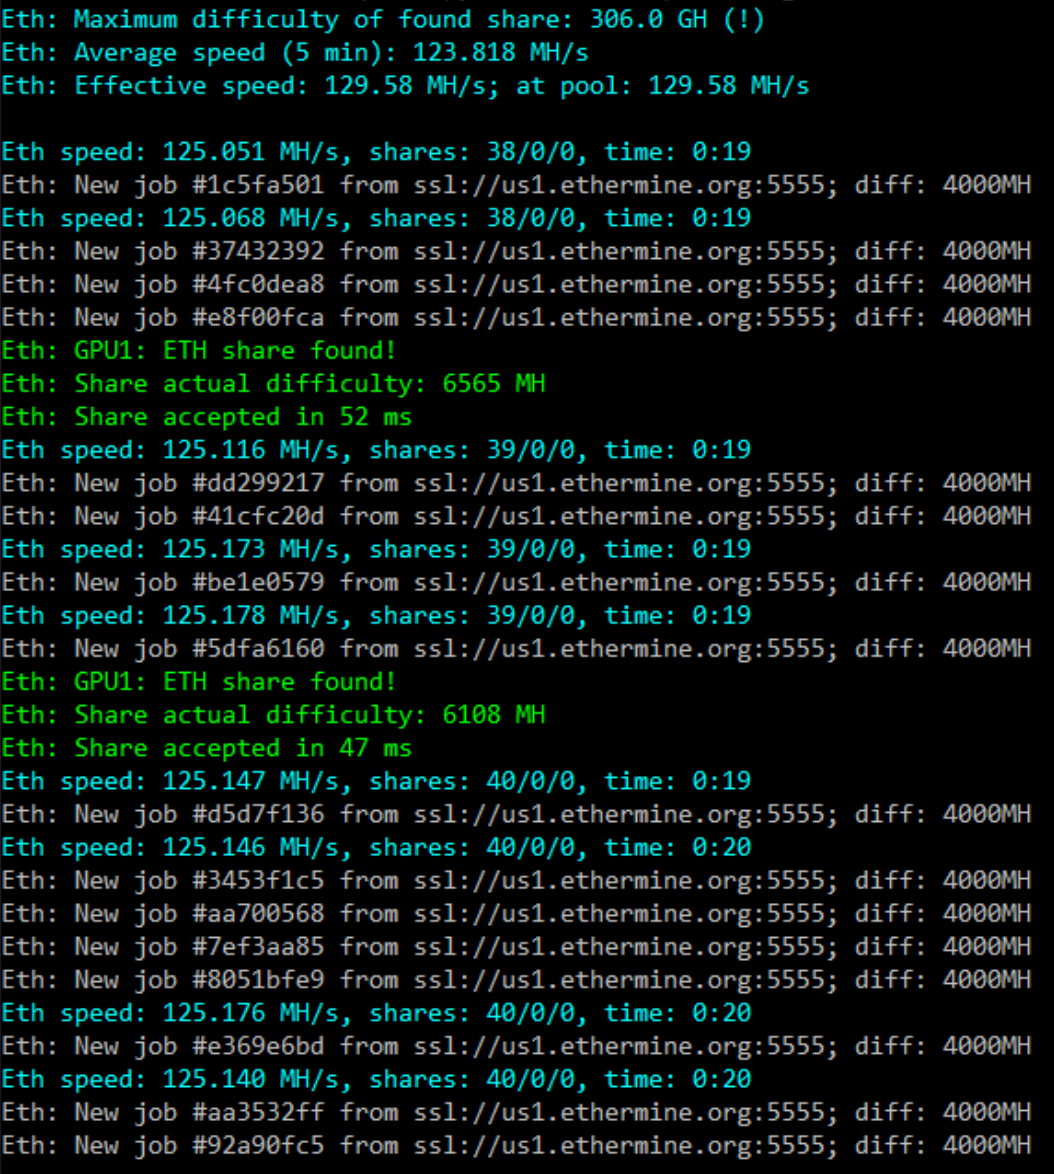 Eth: Maximum difficulty of found share: 306.0 GH (!)
Eth: Average speed (5 min): 123.818 MH/s
Eth: Effective speed: 129.58 MH/s; at pool: 129.58 MH/s
Eth speed: 125.051 MH/s, shares: 38/0/0, time: 0:19
Eth: New job #1c5fa501 from ssl://us1.ethermine.org:5555; diff: 4000MH
Eth speed: 125.068 MH/s, shares: 38/0/0, time: 0:19
Eth: New job #37432392 from ssl://us1.ethermine.org:5555; diff: 4000MH
Eth: New job #4fc0dea8 from ssl://us1.ethermine.org:5555; diff: 4000MH
Eth: New job #e8f00fca from ssl://us1.ethermine.org:5555; diff: 4000MH
Eth: GPU1: ETH share found!
Eth: Share actual difficulty: 6565 MH
Eth: Share accepted in 52 ms
Eth speed: 125.116 MH/s, shares: 39/0/0, time: 0:19
Eth: New job #dd299217 from ssl://us1.ethermine.org:5555; diff: 4000MH
Eth: New job #41cfc20d from ssl://us1.ethermine.org:5555; diff: 4000MH
Eth speed: 125.173 MH/s, shares: 39/0/0, time: 0:19
Eth: New job #be1e0579 from ssl://us1.ethermine.org:5555; diff: 4000MH
Eth speed: 125.178 MH/s, shares: 39/0/0, time: 0:19
Eth: New job #5dfa6160 from ssl://us1.ethermine.org:5555; diff: 4000MH
Eth: GPU1: ETH share found!
Eth: Share actual difficulty: 6108 MH
Eth: Share accepted in 47 ms
Eth speed: 125.147 MH/s, shares: 40/0/0, time: 0:19
Eth: New job #d5d7f136 from ssl://us1.ethermine.org:5555; diff: 4000MH
Eth speed: 125.146 MH/s, shares: 40/0/0, time: 0:20
Eth: New job #3453f1c5 from ssl://us1.ethermine.org:5555; diff: 4000MH
Eth: New job #aa700568 from ssl://us1.ethermine.org:5555; diff: 4000MH
Eth: New job #7ef3aa85 from ssl://us1.ethermine.org:5555; diff: 4000MH
Eth: New job #8051bfe9 from ssl://us1.ethermine.org:5555; diff: 4000MH
Eth speed: 125.176 MH/s, shares: 40/0/0, time: 0:20
Eth: New job #e369e6bd from ssl://us1.ethermine.org:5555; diff: 4000MH
Eth speed: 125.140 MH/s, shares: 40/0/0, time: 0:20
Eth: New job #aa3532ff from ssl://us1.ethermine.org:5555; diff: 4000MH
Eth: New job #92a90fc5 from ssl://us1.ethermine.org:5555; diff: 4000MH